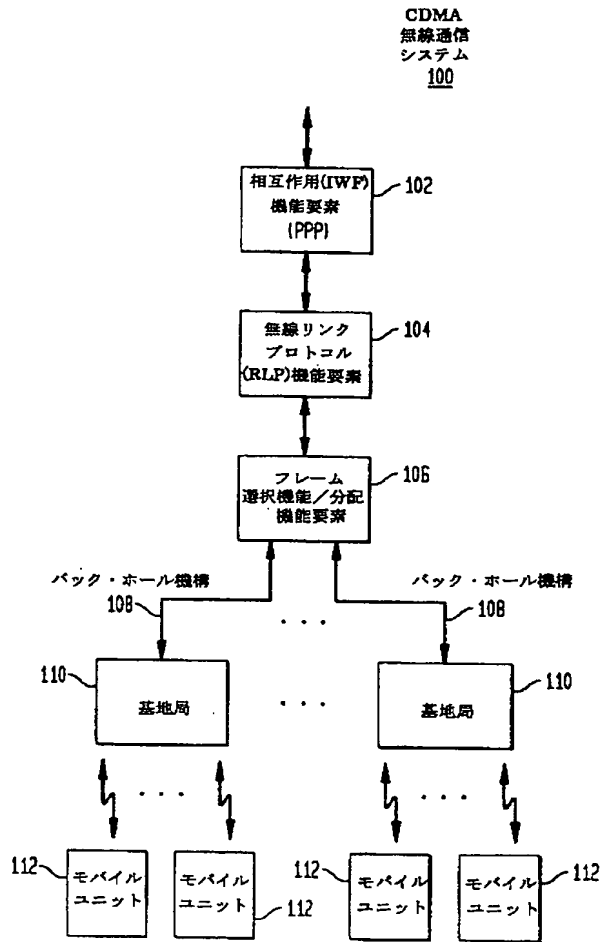 CDMA
無線通信
システム
100
相互作用(IWF)
機能要素
(PPP)
102
無線リンク
プロトコル
(RLP)機能要素
104
フレーム
選択機能/分配
機能要素
106
バック・ホール機構
108
バック・ホール機構
108
・・・
110
基地局
・・・
基地局
110
・・・
・・・
112
モバイル
ユニット
モバイル
ユニット
112
112
モバイル
ユニット
モバイル
ユニット
112